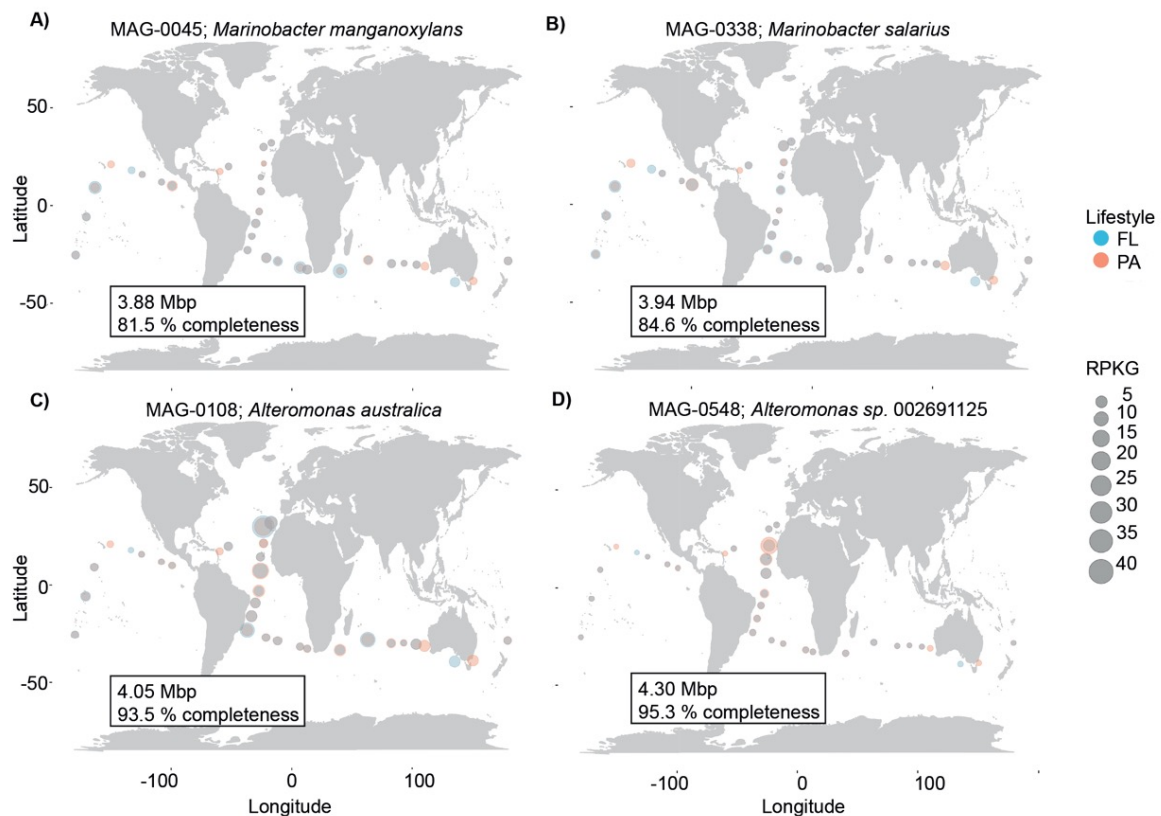 A)
MAG-0045; Marinobacter manganoxylans
50
0
-50
Latitude
3.88 Mbp
81.5 % completeness
B)
MAG-0338; Marinobacter salarius
3.94 Mbp
84.6 % completeness
Lifestyle
FL
PA
C)
MAG-0108; Alteromonas australica
50
0
-50
Latitude
4.05 Mbp
93.5 % completeness
-100
0
100
Longitude
D)
MAG-0548; Alteromonas sp. 002691125
4.30 Mbp
95.3 % completeness
-100
0
100
Longitude
RPKG
5
10
15
20
25
30
35
40